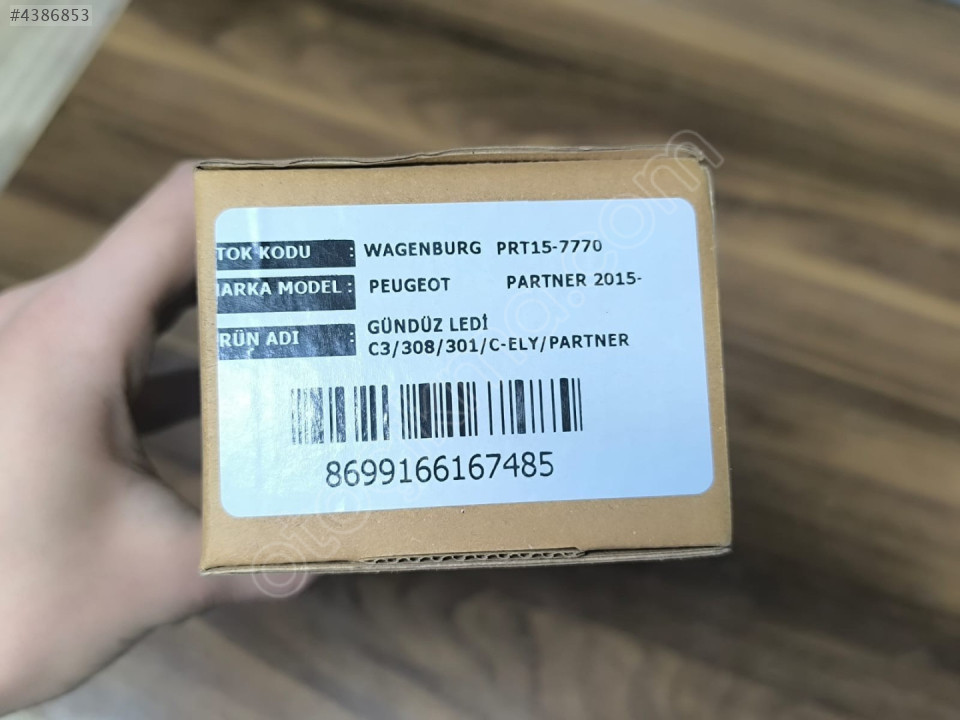 #4386853
TOK KODU : WAGENBURG PRT15-7770
MARKA MODEL : PEUGEOT PARTNER 2015-
RÜN ADI : GÜNDÜZ LEDİ
C3/308/301/C-ELY/PARTNER
8699166167485